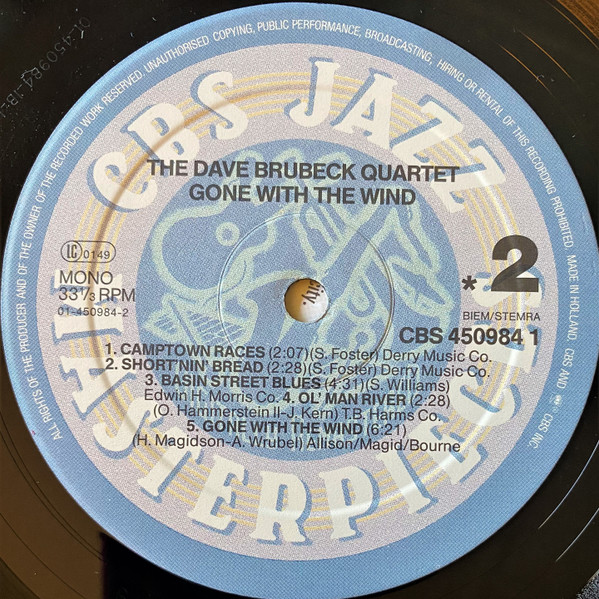 ALL RIGHTS OF THE PRODUCER AND OF THE OWNER OF THE RECORDED WORK RESERVED. UNAUTHORISED COPYING, PUBLIC PERFORMANCE, BROADCASTING, HIRING OR RENTAL OF THIS RECORDING PROHIBITED. MADE IN HOLLAND. CBS AND CBS INC.
CBS JAZZ
THE DAVE BRUBECK QUARTET
GONE WITH THE WIND
LC 0149
MONO
33 1/3 RPM
01-450984-2
*2
BIEM/STEMRA
CBS 450984 1
city.
1. CAMPTOWN RACES (2:07)(S. Foster) Derry Music Co.
2. SHORT'NIN' BREAD (2:28)(S. Foster) Derry Music Co.
3. BASIN STREET BLUES (4:31)(S. Williams)
Edwin H. Morris Co. 4. OL' MAN RIVER (2:28)
(O. Hammerstein II-J. Kern) T.B. Harms Co.
5. GONE WITH THE WIND (6:21)
(H. Magidson-A. Wrubel) Allison/Magid/Bourne
MASTERPIECES